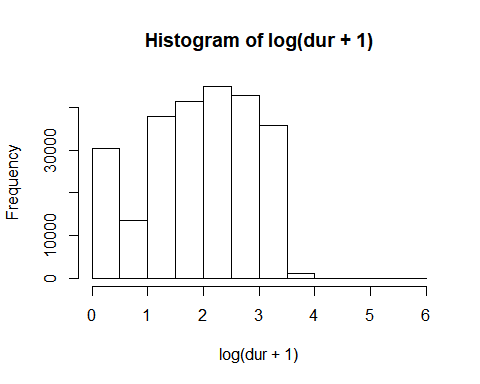 Histogram of log(dur + 1)
Frequency
30000
10000
0
0 1 2 3 4 5 6
log(dur + 1)